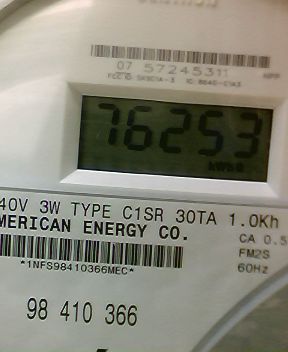 07 57245311
76253
kWh
40V 3W TYPE C1SR 30TA 1.0Kh
MERICAN ENERGY CO.
CA 0.5
FM2S
60Hz
*1NFS98410366MEC*
98 410 366